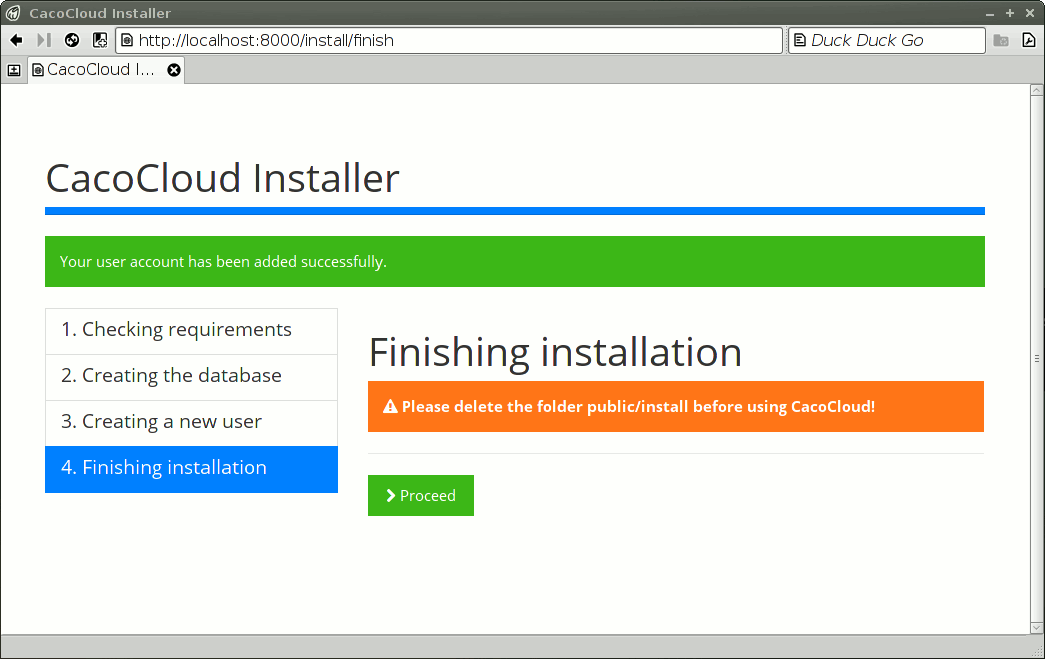 CacoCloud Installer
http://localhost:8000/install/finish
Duck Duck Go
CacoCloud I...
CacoCloud Installer
Your user account has been added successfully.
1. Checking requirements
2. Creating the database
3. Creating a new user
4. Finishing installation
Finishing installation
Please delete the folder public/install before using CacoCloud!
Proceed